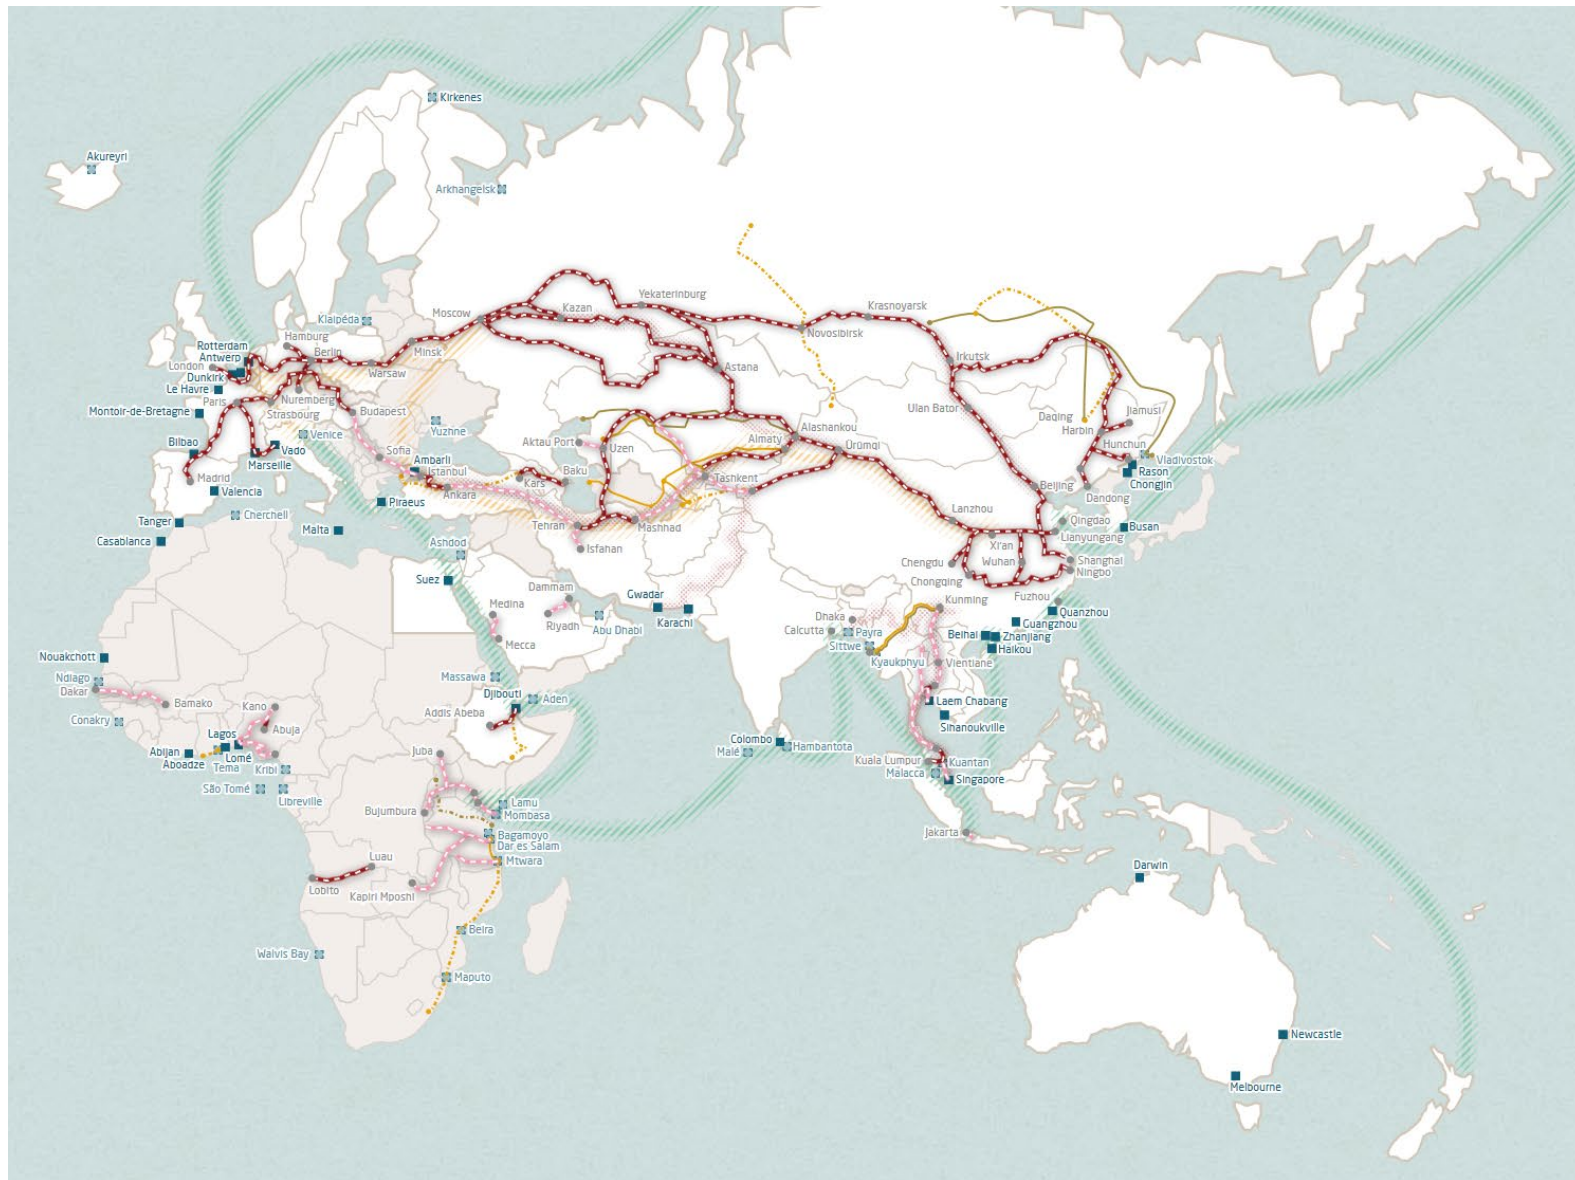 Kirkenes
Akureyri
Arkhangelsk
Yekaterinburg
Krasnoyarsk
Kazan
Moscow
Klaipéda
Novosibirsk
Hamburg
Rotterdam
Antwerp
Berlin
Minsk
Irkutsk
London
Warsaw
Astana
Dunkirk
Le Havre
Paris
Nuremberg
Strasbourg
Budapest
Montoir-de-Bretagne
Ulan Bator
Daqing
Jiamusi
Yuzhne
Alashankou
Harbin
Venice
Aktau Port
Uzen
Almaty
Ürümqi
Hunchun
Bilbao
Vado
Sofia
Ambarli
Vladivostok
Marseille
Istanbul
Baku
Rason
Madrid
Kars
Tashkent
Chongjin
Valencia
Ankara
Beijing
Dandong
Piraeus
Cherchell
Lanzhou
Tanger
Malta
Tehran
Mashhad
Qingdao
Busan
Casablanca
Ashdod
Isfahan
Xi'an
Lianyungang
Chengdu
Wuhan
Shanghai
Ningbo
Suez
Chongqing
Dammam
Gwadar
Fuzhou
Medina
Kunming
Quanzhou
Riyadh
Abu Dhabi
Karachi
Dhaka
Guangzhou
Calcutta
Payra
Beihai
Zhanjiang
Mecca
Sittwe
Haikou
Nouakchott
Kyaukphyu
Vientiane
Ndiago
Massawa
Dakar
Djibouti
Aden
Bamako
Kano
Laem Chabang
Conakry
Addis Abeba
Abuja
Sihanoukville
Lagos
Colombo
Hambantota
Abijan
Juba
Malé
Lomé
Aboadze
Tema
Kribi
Kuala Lumpur
Kuantan
Malacca
Singapore
São Tomé
Libreville
Lamu
Bujumbura
Mombasa
Bagamoyo
Jakarta
Dar es Salam
Luau
Mtwara
Darwin
Lobito
Kapiri Mposhi
Beira
Walvis Bay
Maputo
Newcastle
Melbourne